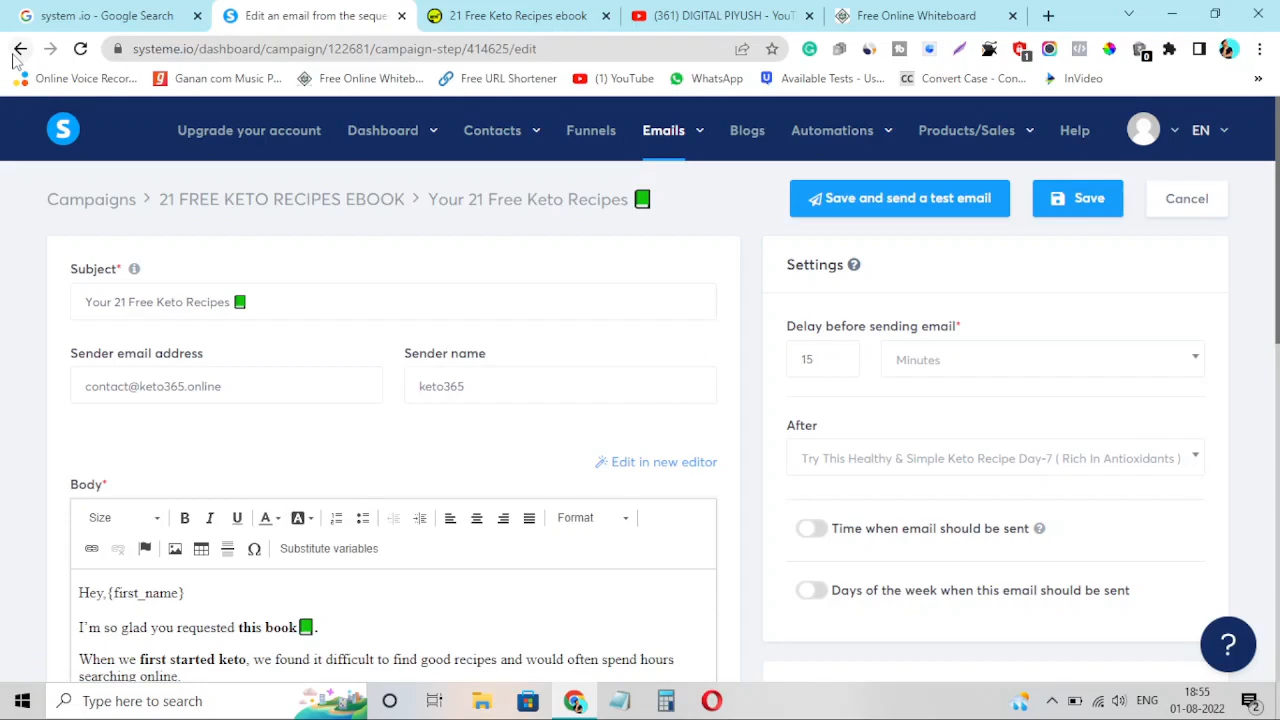 system .io - Google Search
Edit an email from the seque
21 Free Keto Recipes ebook
(361) DIGITAL PIYUSH - YouT
Free Online Whiteboard
systeme.io/dashboard/campaign/122681/campaign-step/414625/edit
1
0
Online Voice Recor...
Ganan com Music P...
Free Online Whiteb...
Free URL Shortener
(1) YouTube
WhatsApp
Available Tests - Us...
CC Convert Case - Con...
InVideo
»
S
Upgrade your account
Dashboard
Contacts
Funnels
Emails
Blogs
Automations
Products/Sales
Help
EN
Campaigns > 21 FREE KETO RECIPES EBOOK > Your 21 Free Keto Recipes 📗
Save and send a test email
Save
Cancel
Subject*
Your 21 Free Keto Recipes 📗
Sender email address
Sender name
contact@keto365.online
keto365
Edit in new editor
Body*
Size
B I U A A
Format
Ω
Substitute variables
Hey,{first_name}
I'm so glad you requested this book📗.
When we first started keto, we found it difficult to find good recipes and would often spend hours
searching online.
Settings ?
Delay before sending email*
15
Minutes
After
Try This Healthy & Simple Keto Recipe Day-7 ( Rich In Antioxidants )
Time when email should be sent ?
Days of the week when this email should be sent
?
Type here to search
ENG
18:55
01-08-2022
2